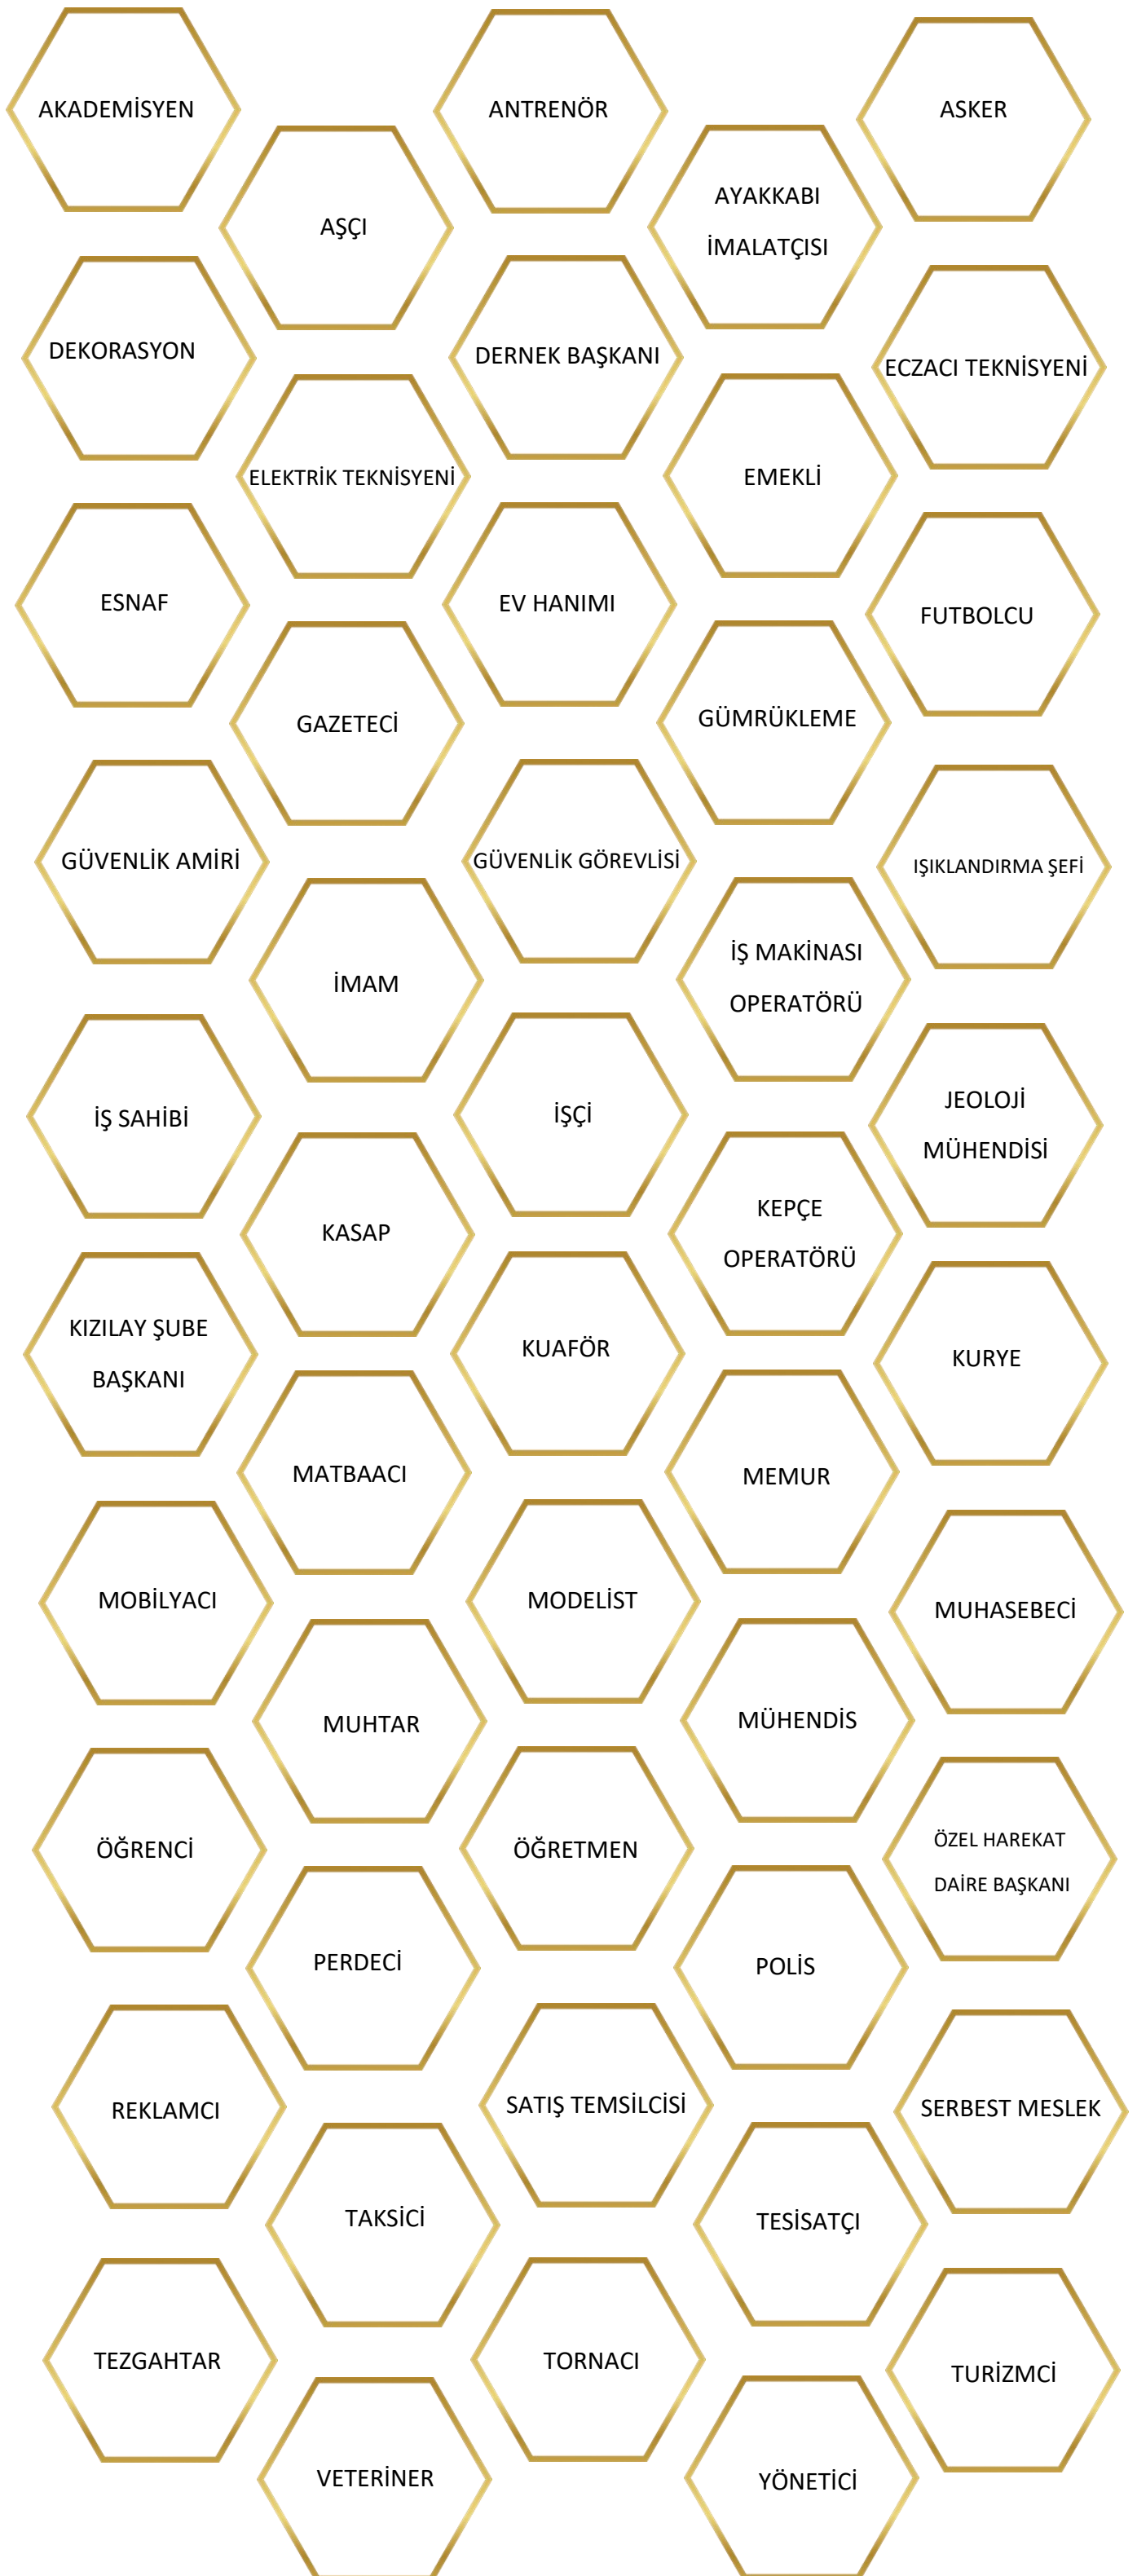 AKADEMİSYEN
ANTRENÖR
ASKER
AŞÇI
AYAKKABI
İMALATÇISI
DEKORASYON
DERNEK BAŞKANI
ECZACI TEKNİSYENİ
ELEKTRİK TEKNİSYENİ
EMEKLİ
ESNAF
EV HANIMI
FUTBOLCU
GAZETECİ
GÜMRÜKLEME
GÜVENLİK AMİRİ
GÜVENLİK GÖREVLİSİ
IŞIKLANDIRMA ŞEFİ
İMAM
İŞ MAKİNASI
OPERATÖRÜ
İŞ SAHİBİ
İŞÇİ
JEOLOJİ
MÜHENDİSİ
KASAP
KEPÇE
OPERATÖRÜ
KIZILAY ŞUBE
BAŞKANI
KUAFÖR
KURYE
MATBAACI
MEMUR
MOBİLYACI
MODELİST
MUHASEBECİ
MUHTAR
MÜHENDİS
ÖĞRENCİ
ÖĞRETMEN
ÖZEL HAREKAT
DAİRE BAŞKANI
PERDECİ
POLİS
REKLAMCI
SATIŞ TEMSİLCİSİ
SERBEST MESLEK
TAKSİCİ
TESİSATÇI
TEZGAHTAR
TORNACI
TURİZMCİ
VETERİNER
YÖNETİCİ